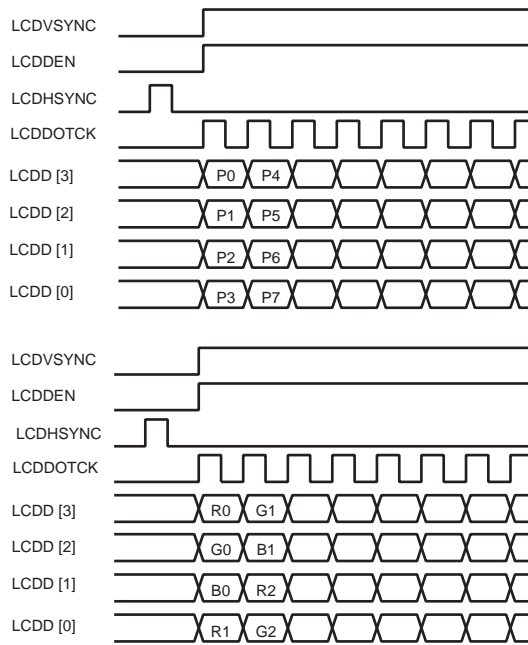 LCDVSYNC
LCDDEN
LCDHSYNC
LCDDOTCK
LCDD [3] P0 P4
LCDD [2] P1 P5
LCDD [1] P2 P6
LCDD [0] P3 P7
LCDVSYNC
LCDDEN
LCDHSYNC
LCDDOTCK
LCDD [3] R0 G1
LCDD [2] G0 B1
LCDD [1] B0 R2
LCDD [0] R1 G2